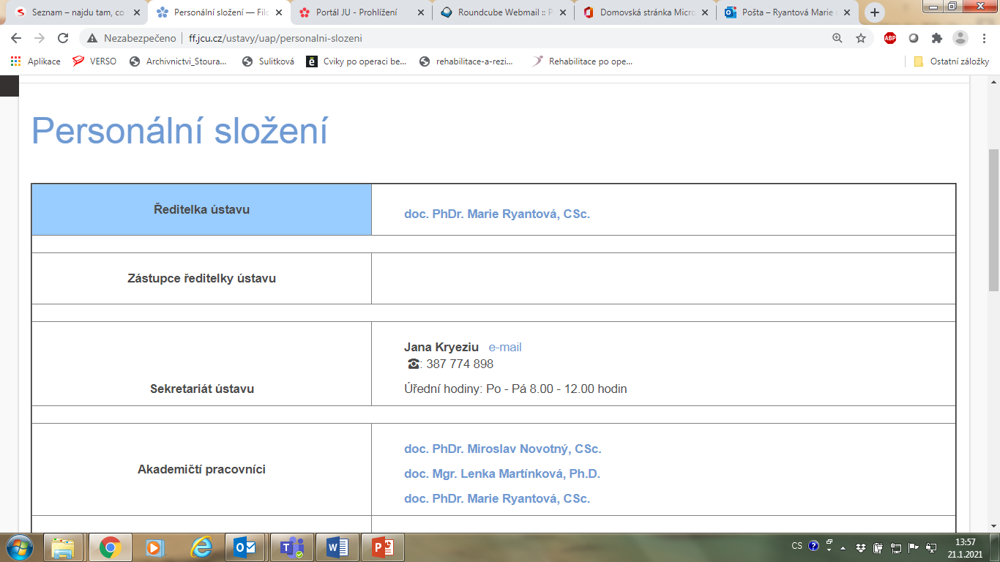 Seznam – najdu tam, co
Personální složení — Filo
Portál JU - Prohlížení
Roundcube Webmail :: P
Domovská stránka Micro
Pošta – Ryantová Marie
Nezabezpečeno
ff.jcu.cz/ustavy/uap/personalni-slozeni
ABP
Aplikace
VERSO
Archivnictvi_Stoura...
Sulitková
Cviky po operaci be...
rehabilitace-a-rezi...
Rehabilitace po ope...
Ostatní záložky
Personální složení
Ředitelka ústavu
doc. PhDr. Marie Ryantová, CSc.
Zástupce ředitelky ústavu
Jana Kryeziu e-mail
☎: 387 774 898
Sekretariát ústavu
Úřední hodiny: Po - Pá 8.00 - 12.00 hodin
Akademičtí pracovníci
doc. PhDr. Miroslav Novotný, CSc.
doc. Mgr. Lenka Martínková, Ph.D.
doc. PhDr. Marie Ryantová, CSc.
CS
13:57
21.1.2021